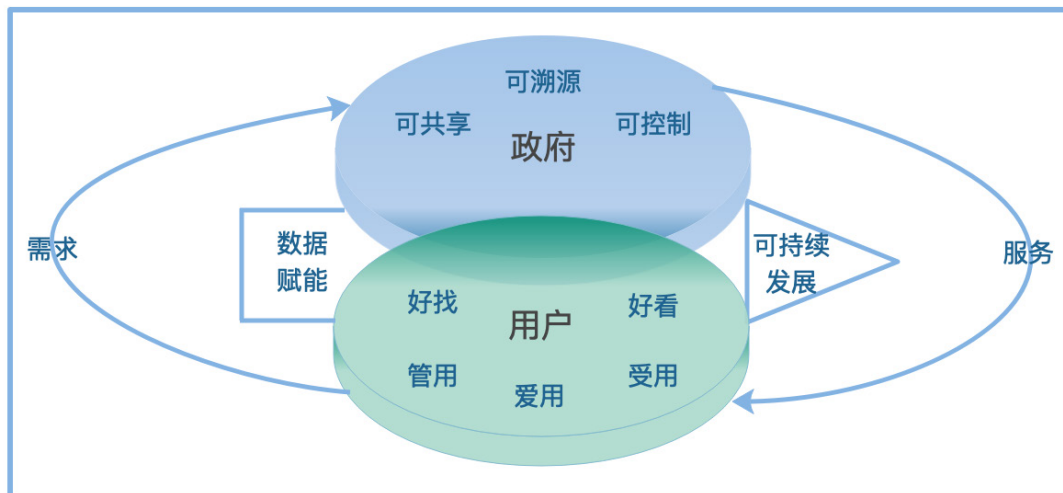 可溯源
可共享
可控制
政府
需求
数据
赋能
可持续
发展
服务
好找
好看
用户
管用
爱用
受用